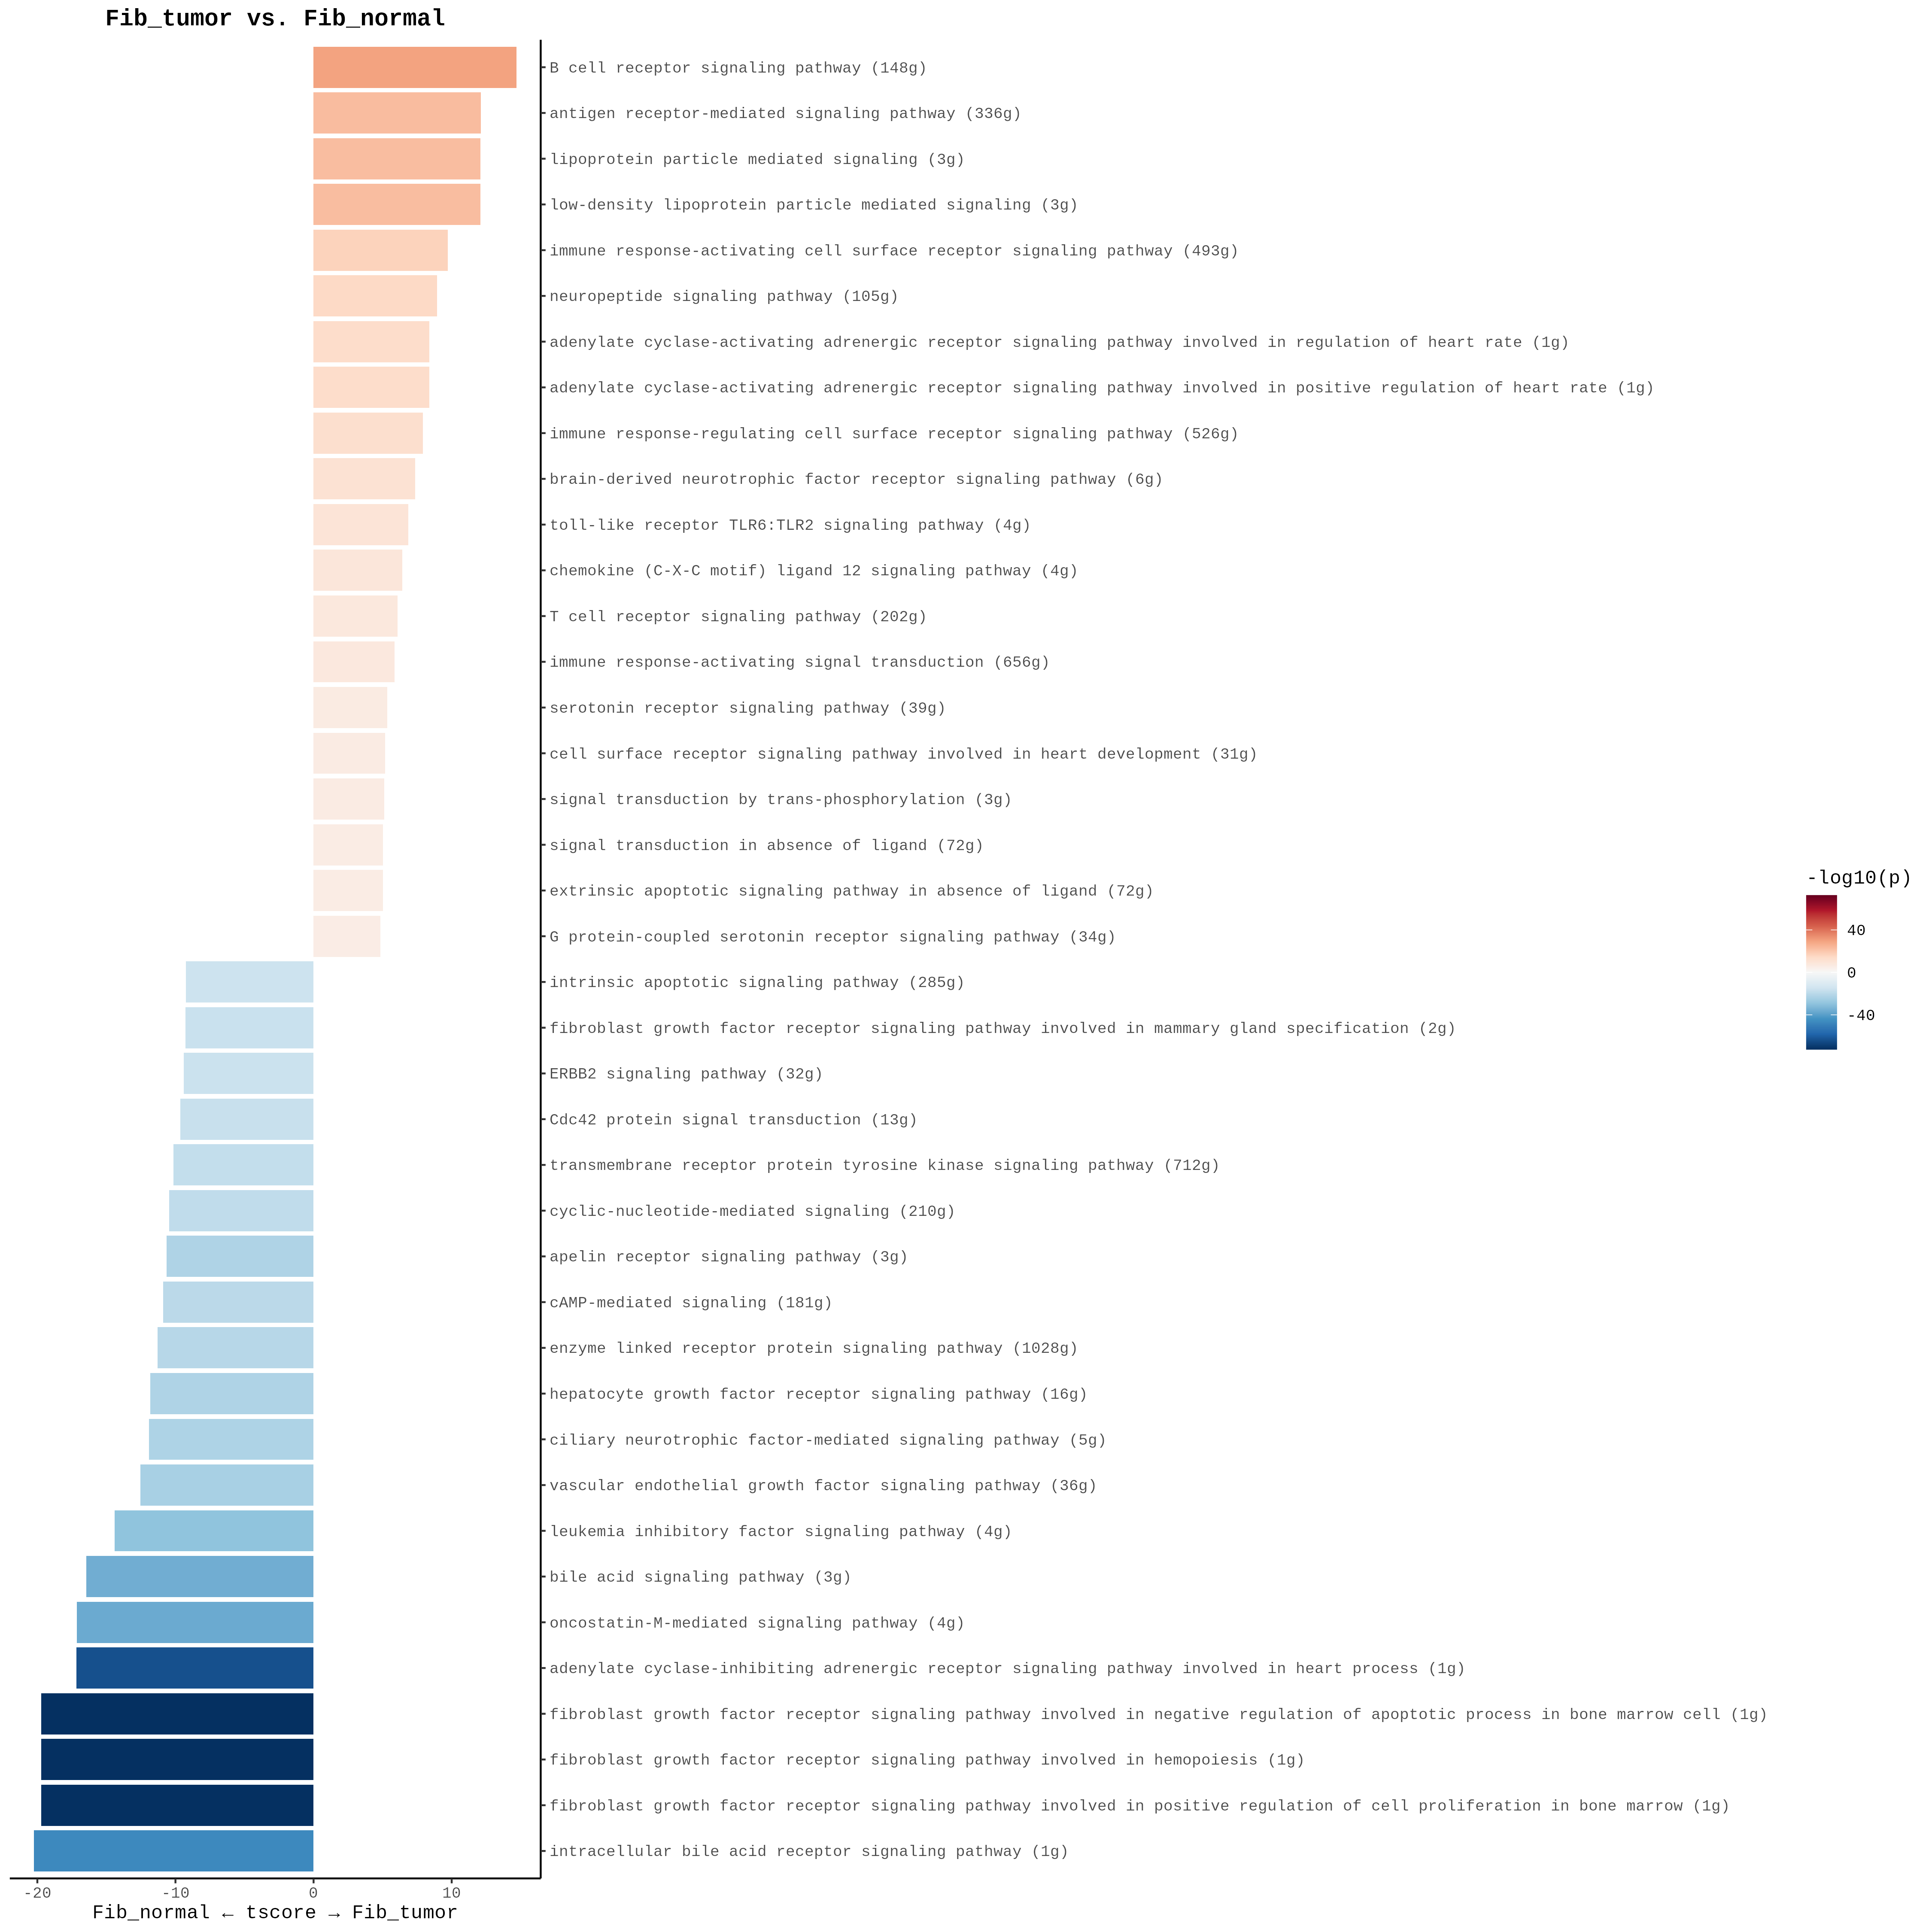 Fib_tumor vs. Fib_normal
B cell receptor signaling pathway (148g)
antigen receptor-mediated signaling pathway (336g)
lipoprotein particle mediated signaling (3g)
low-density lipoprotein particle mediated signaling (3g)
immune response-activating cell surface receptor signaling pathway (493g)
neuropeptide signaling pathway (105g)
adenylate cyclase-activating adrenergic receptor signaling pathway involved in regulation of heart rate (1g)
adenylate cyclase-activating adrenergic receptor signaling pathway involved in positive regulation of heart rate (1g)
immune response-regulating cell surface receptor signaling pathway (526g)
brain-derived neurotrophic factor receptor signaling pathway (6g)
toll-like receptor TLR6:TLR2 signaling pathway (4g)
chemokine (C-X-C motif) ligand 12 signaling pathway (4g)
T cell receptor signaling pathway (202g)
immune response-activating signal transduction (656g)
serotonin receptor signaling pathway (39g)
cell surface receptor signaling pathway involved in heart development (31g)
signal transduction by trans-phosphorylation (3g)
signal transduction in absence of ligand (72g)
extrinsic apoptotic signaling pathway in absence of ligand (72g)
G protein-coupled serotonin receptor signaling pathway (34g)
intrinsic apoptotic signaling pathway (285g)
fibroblast growth factor receptor signaling pathway involved in mammary gland specification (2g)
ERBB2 signaling pathway (32g)
Cdc42 protein signal transduction (13g)
transmembrane receptor protein tyrosine kinase signaling pathway (712g)
cyclic-nucleotide-mediated signaling (210g)
apelin receptor signaling pathway (3g)
cAMP-mediated signaling (181g)
enzyme linked receptor protein signaling pathway (1028g)
hepatocyte growth factor receptor signaling pathway (16g)
ciliary neurotrophic factor-mediated signaling pathway (5g)
vascular endothelial growth factor signaling pathway (36g)
leukemia inhibitory factor signaling pathway (4g)
bile acid signaling pathway (3g)
oncostatin-M-mediated signaling pathway (4g)
adenylate cyclase-inhibiting adrenergic receptor signaling pathway involved in heart process (1g)
fibroblast growth factor receptor signaling pathway involved in negative regulation of apoptotic process in bone marrow cell (1g)
fibroblast growth factor receptor signaling pathway involved in hemopoiesis (1g)
fibroblast growth factor receptor signaling pathway involved in positive regulation of cell proliferation in bone marrow (1g)
intracellular bile acid receptor signaling pathway (1g)
-20 -10 0 10
Fib_normal ← tscore → Fib_tumor
-log10(p)
40
0
-40